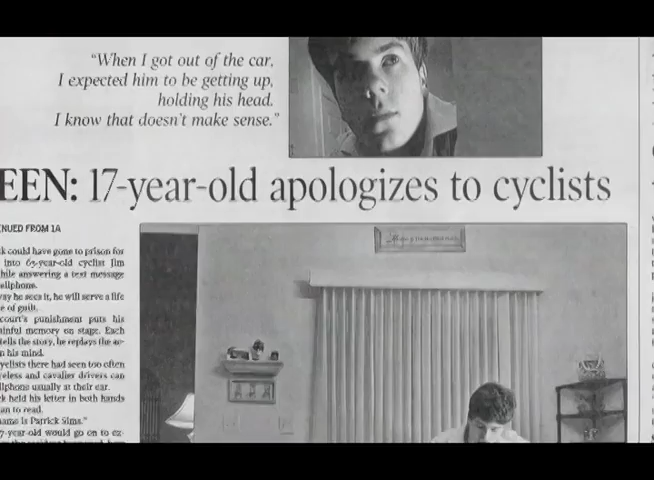 "When I got out of the car,
I expected him to be getting up,
holding his head.
I know that doesn't make sense."
EEN: 17-year-old apologizes to cyclists
NUED FROM 1A
k could have gone to prison for
into 63-year-old cyclist Jim
hile answering a text message
ellphone.
ay he sees it, he will serve a life
e of guilt.
court's punishment puts his
ainful memory on stage. Each
tells the story, he replays the ac-
n his mind.
yclists there had seen too often
reless and cavalier drivers can
llphone usually at their ear.
k held his letter in both hands
an to read.
name is Patrick Sims."
7-year-old would go on to ex-